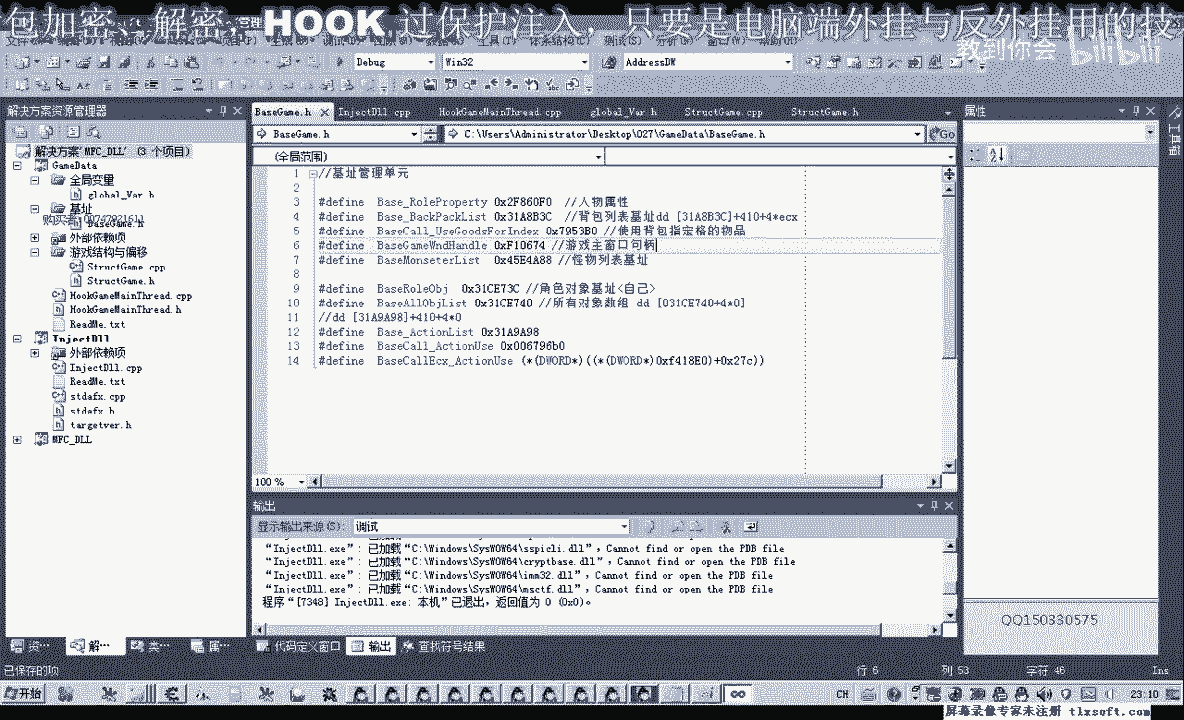 包加密、解密、HOOK 过保护注入，只要是电脑端外挂与反外挂用的技
教到你会 bilibili
Debug Win32 AddressDW
解决方案资源管理器
BaseGame.h InjectDll.cpp HookGameMainThread.cpp global_Var.h StructGame.cpp StructGame.h
属性
工具箱
BaseGame.h C:\Users\Administrator\Desktop\027\GameData\BaseGame.h Go
(全局范围)
解决方案"MFC_DLL" (3 个项目)
GameData
全局变量
global_Var.h
基址
BaseGame.h
外部依赖项
游戏结构与偏移
StructGame.cpp
StructGame.h
HookGameMainThread.cpp
HookGameMainThread.h
ReadMe.txt
InjectDll
外部依赖项
InjectDll.cpp
ReadMe.txt
stdafx.cpp
stdafx.h
targetver.h
MFC_DLL
1 //基址管理单元
2
3 #define Base_RoleProperty 0x2F860F0 //人物属性
4 #define Base_BackPackList 0x31A8B3C //背包列表基址dd [31A8B3C]+410+4*ecx
5 #define BaseCall_UseGoodsForIndex 0x7953B0 //使用背包指定格的物品
6 #define BaseGameWndHandle 0xF10674 //游戏主窗口句柄
7 #define BaseMonseterList 0x45E4A88 //怪物列表基址
8
9 #define BaseRoleObj 0x31CE73C //角色对象基址<自己>
10 #define BaseAllObjList 0x31CE740 //所有对象数组 dd [031CE740+4*0]
11 //dd [31A9A98]+410+4*0
12 #define Base_ActionList 0x31A9A98
13 #define BaseCall_ActionUse 0x006796b0
14 #define BaseCallEcx_ActionUse (*(DWORD*)((*(DWORD*)0xf418E0)+0x27c))
100 %
输出
显示输出来源(S): 调试
"InjectDll.exe": 已加载"C:\Windows\SysWOW64\sspicli.dll", Cannot find or open the PDB file
"InjectDll.exe": 已加载"C:\Windows\SysWOW64\cryptbase.dll", Cannot find or open the PDB file
"InjectDll.exe": 已加载"C:\Windows\SysWOW64\imm32.dll", Cannot find or open the PDB file
"InjectDll.exe": 已加载"C:\Windows\SysWOW64\msctf.dll", Cannot find or open the PDB file
程序"[7348] InjectDll.exe: 本机"已退出，返回值为 0 (0x0)。
QQ150330575
资... 解... 类... 属... 代码定义窗口 输出 查找符号结果
已保存的项 行 6 列 53 字符 46 Ins
开始 CH 23:10
屏幕录像专家未注册 tlxsoft.com